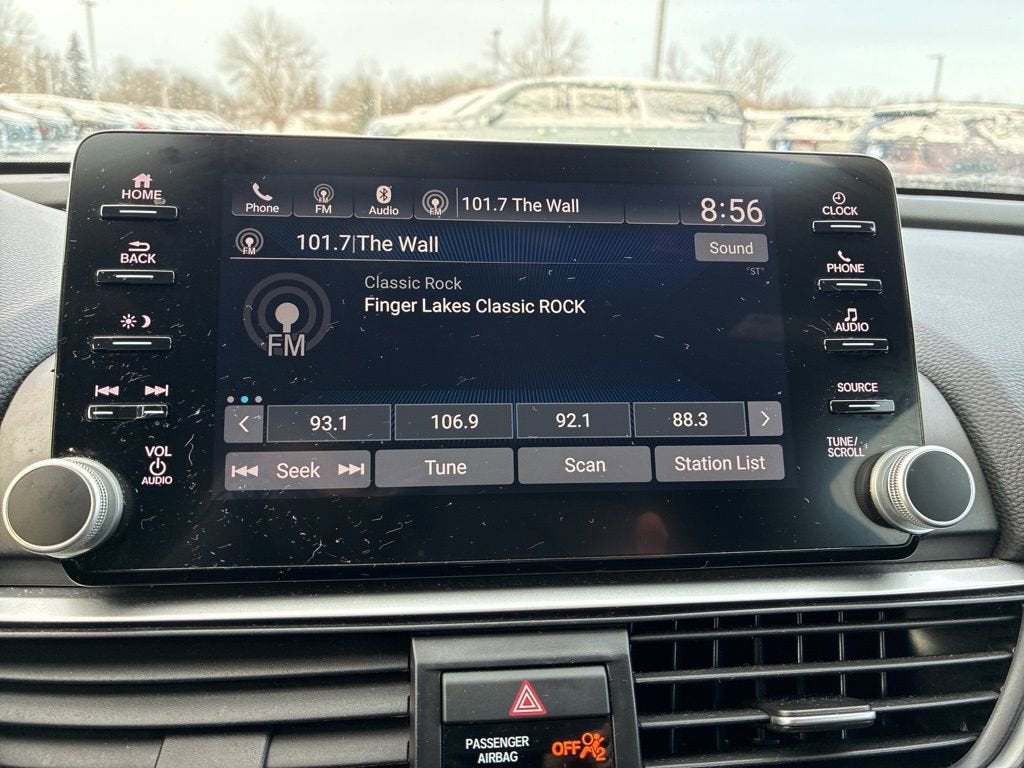 HOME
BACK
VOL
AUDIO
Phone
FM
Audio
FM
101.7 The Wall
8:56
FM
101.7|The Wall
Sound
"ST"
Classic Rock
Finger Lakes Classic ROCK
FM
93.1
106.9
92.1
88.3
Seek
Tune
Scan
Station List
CLOCK
PHONE
AUDIO
SOURCE
TUNE/
SCROLL
PASSENGER
AIRBAG
OFF
2